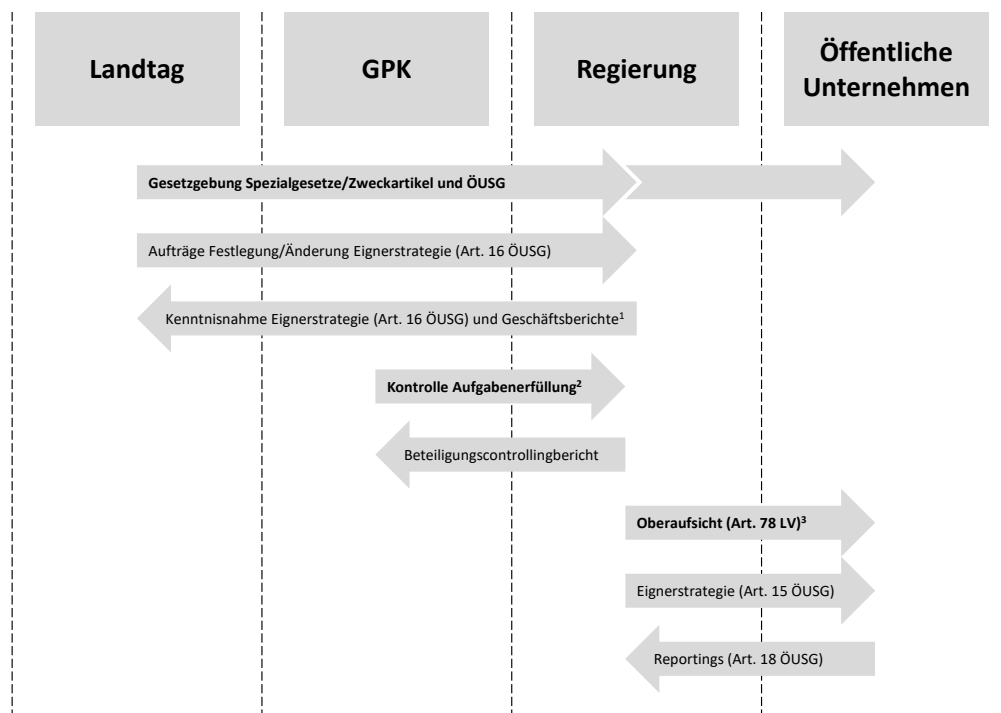 Landtag
GPK
Regierung
Öffentliche
Unternehmen
Gesetzgebung Spezialgesetze/Zweckartikel und ÖUSG
Aufträge Festlegung/Änderung Eignerstrategie (Art. 16 ÖUSG)
Kenntnisnahme Eignerstrategie (Art. 16 ÖUSG) und Geschäftsberichte¹
Kontrolle Aufgabenerfüllung²
Beteiligungscontrollingbericht
Oberaufsicht (Art. 78 LV)³
Eignerstrategie (Art. 15 ÖUSG)
Reportings (Art. 18 ÖUSG)